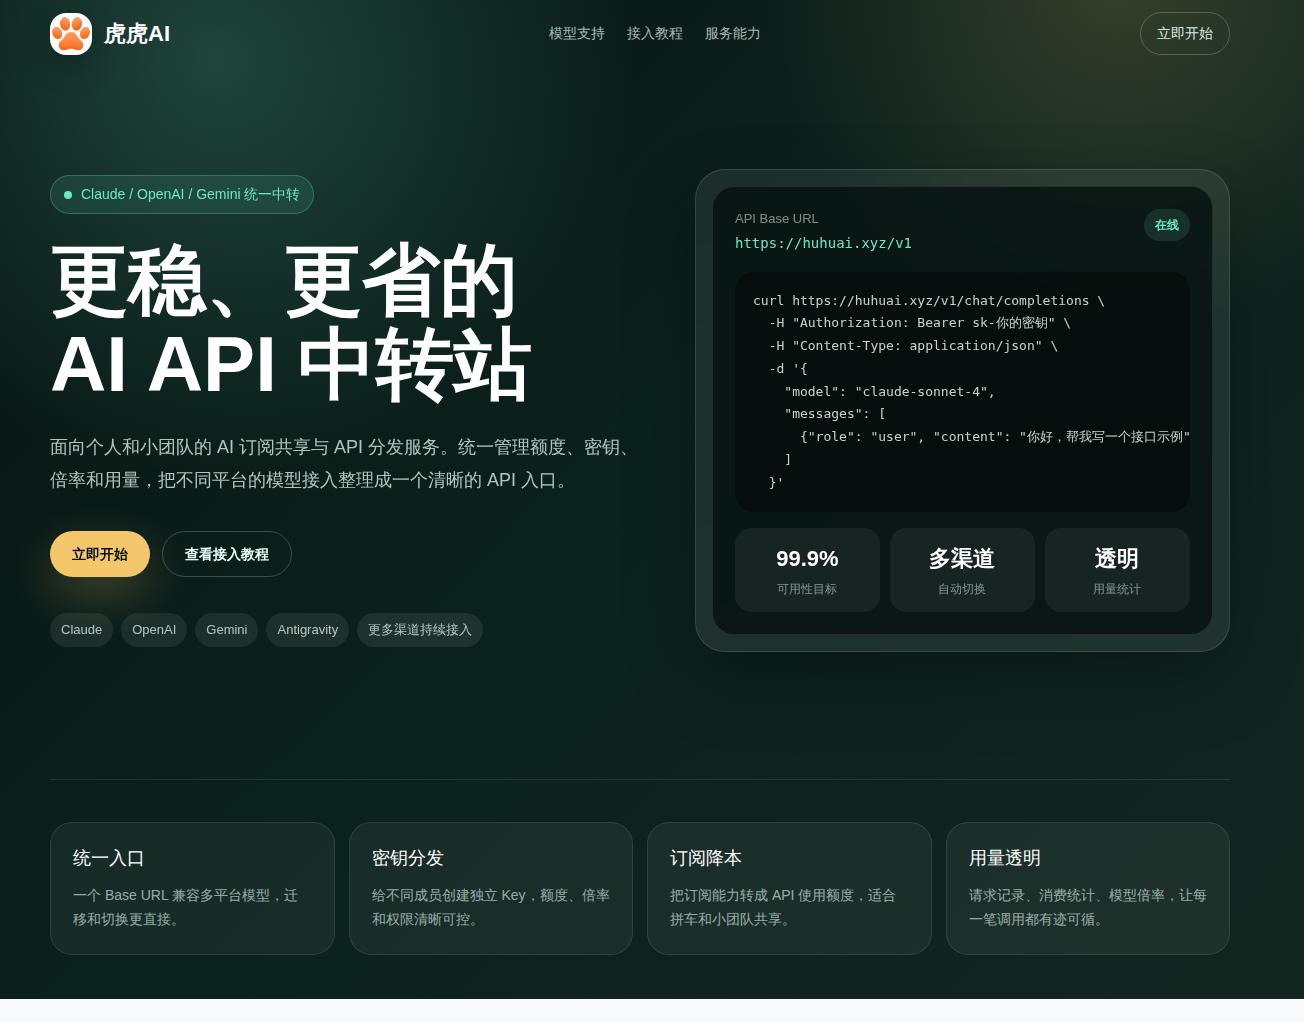 虎虎AI
模型支持 接入教程 服务能力
立即开始
Claude / OpenAI / Gemini 统一中转
更稳、更省的
AI API 中转站
面向个人和小团队的 AI 订阅共享与 API 分发服务。统一管理额度、密钥、
倍率和用量，把不同平台的模型接入整理成一个清晰的 API 入口。
立即开始 查看接入教程
Claude OpenAI Gemini Antigravity 更多渠道持续接入
API Base URL
https://huhuai.xyz/v1
在线
curl https://huhuai.xyz/v1/chat/completions \
-H "Authorization: Bearer sk-你的密钥" \
-H "Content-Type: application/json" \
-d '{
"model": "claude-sonnet-4",
"messages": [
{"role": "user", "content": "你好，帮我写一个接口示例"
]
}'
99.9%
可用性目标
多渠道
自动切换
透明
用量统计
统一入口
一个 Base URL 兼容多平台模型，迁
移和切换更直接。
密钥分发
给不同成员创建独立 Key，额度、倍率
和权限清晰可控。
订阅降本
把订阅能力转成 API 使用额度，适合
拼车和小团队共享。
用量透明
请求记录、消费统计、模型倍率，让每
一笔调用都有迹可循。